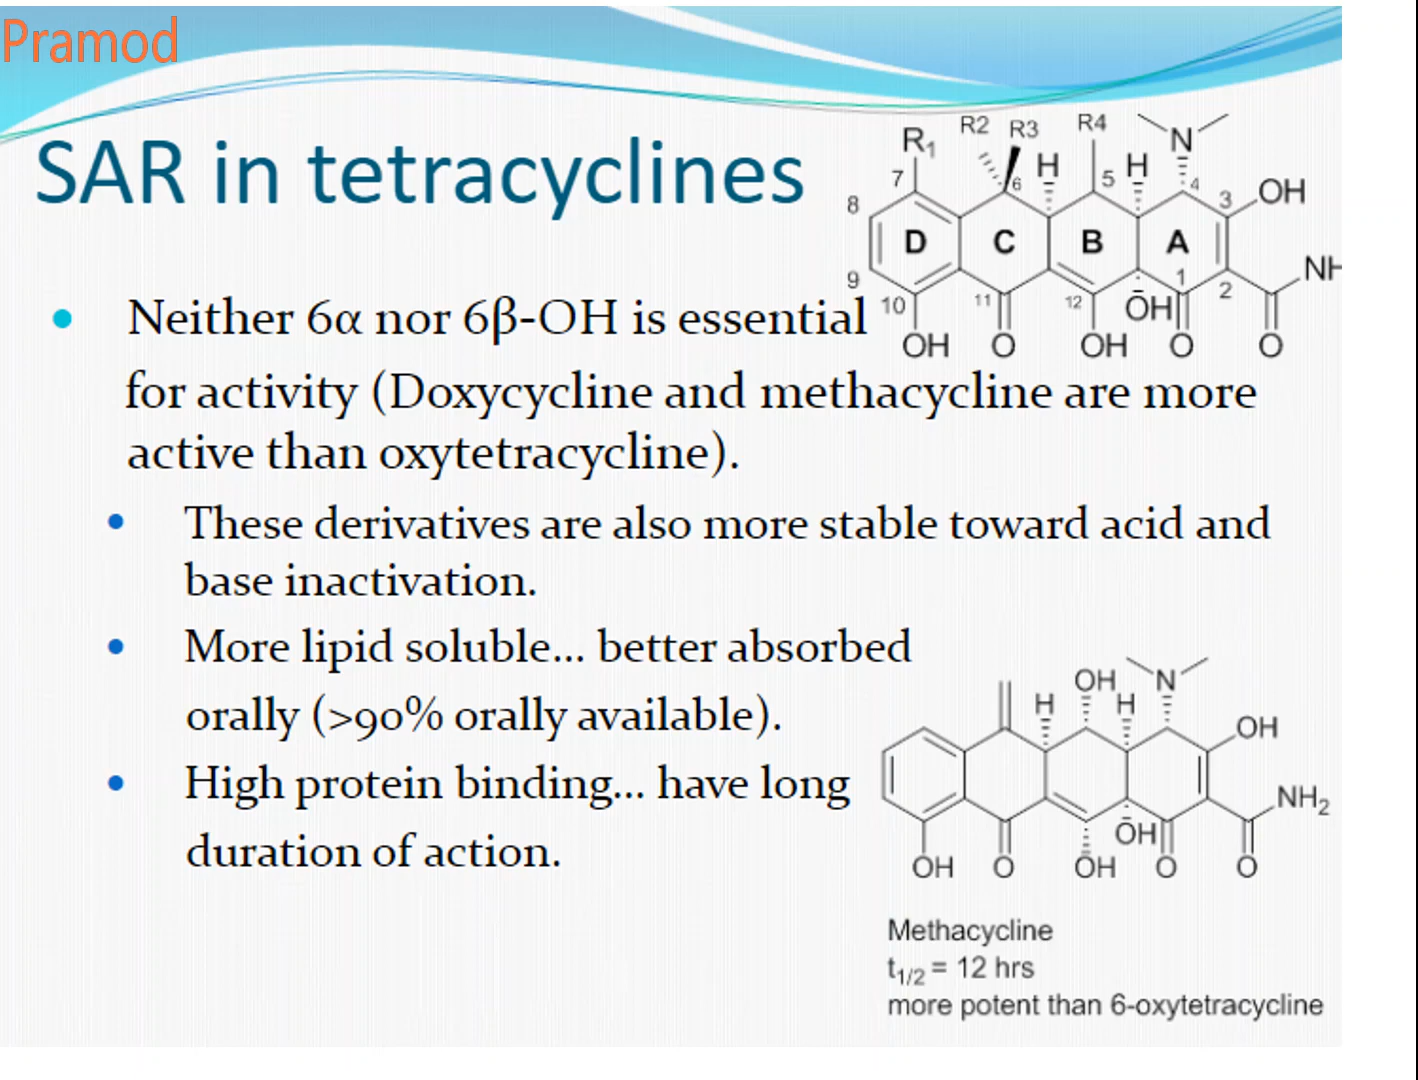 Pramod
SAR in tetracyclines
R1
R2
R3
R4
N
H
H
7
6
5
4
3
OH
8
D
C
B
A
9
10
11
12
1
2
NH
OH
O
OH
OH
O
O
• Neither 6α nor 6β-OH is essential
for activity (Doxycycline and methacycline are more
active than oxytetracycline).
• These derivatives are also more stable toward acid and
base inactivation.
• More lipid soluble... better absorbed
orally (>90% orally available).
• High protein binding... have long
duration of action.
OH
N
H
H
OH
NH2
OH
OH
O
OH
O
O
Methacycline
t1/2 = 12 hrs
more potent than 6-oxytetracycline